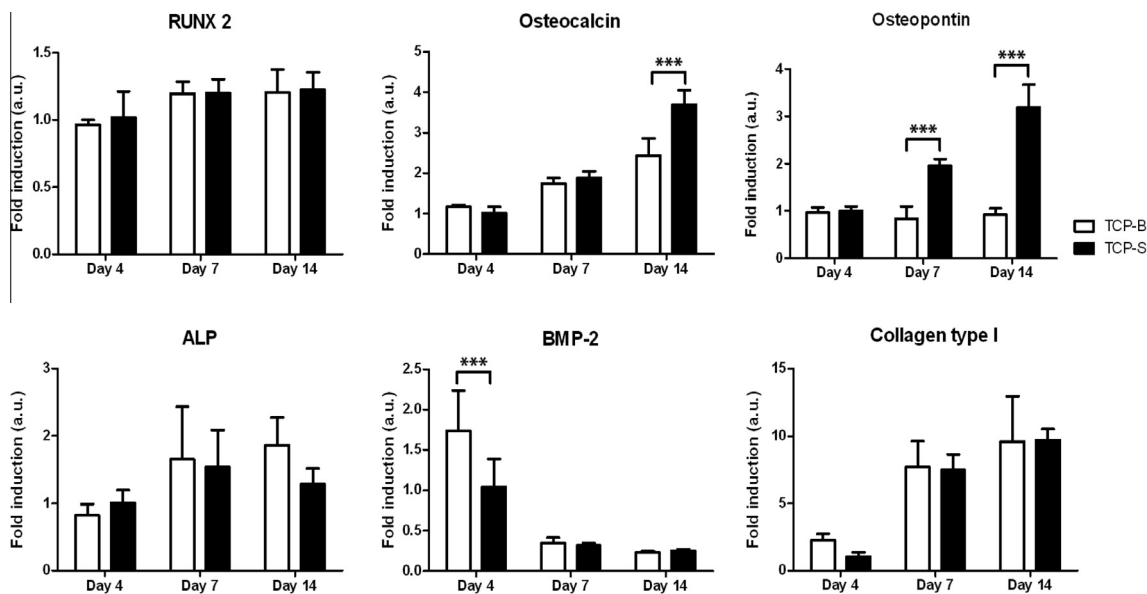 RUNX 2
Fold induction (a.u.)
1.5
1.0
0.5
0.0
Day 4 Day 7 Day 14
Osteocalcin
Fold induction (a.u.)
5
4
3
2
1
0
***
Day 4 Day 7 Day 14
Osteopontin
Fold induction (a.u.)
4
3
2
1
0
***
***
Day 4 Day 7 Day 14
TCP-B
TCP-S
ALP
Fold induction (a.u.)
3
2
1
0
Day 4 Day 7 Day 14
BMP-2
Fold induction (a.u.)
2.5
2.0
1.5
1.0
0.5
0.0
***
Day 4 Day 7 Day 14
Collagen type I
Fold induction (a.u.)
15
10
5
0
Day 4 Day 7 Day 14